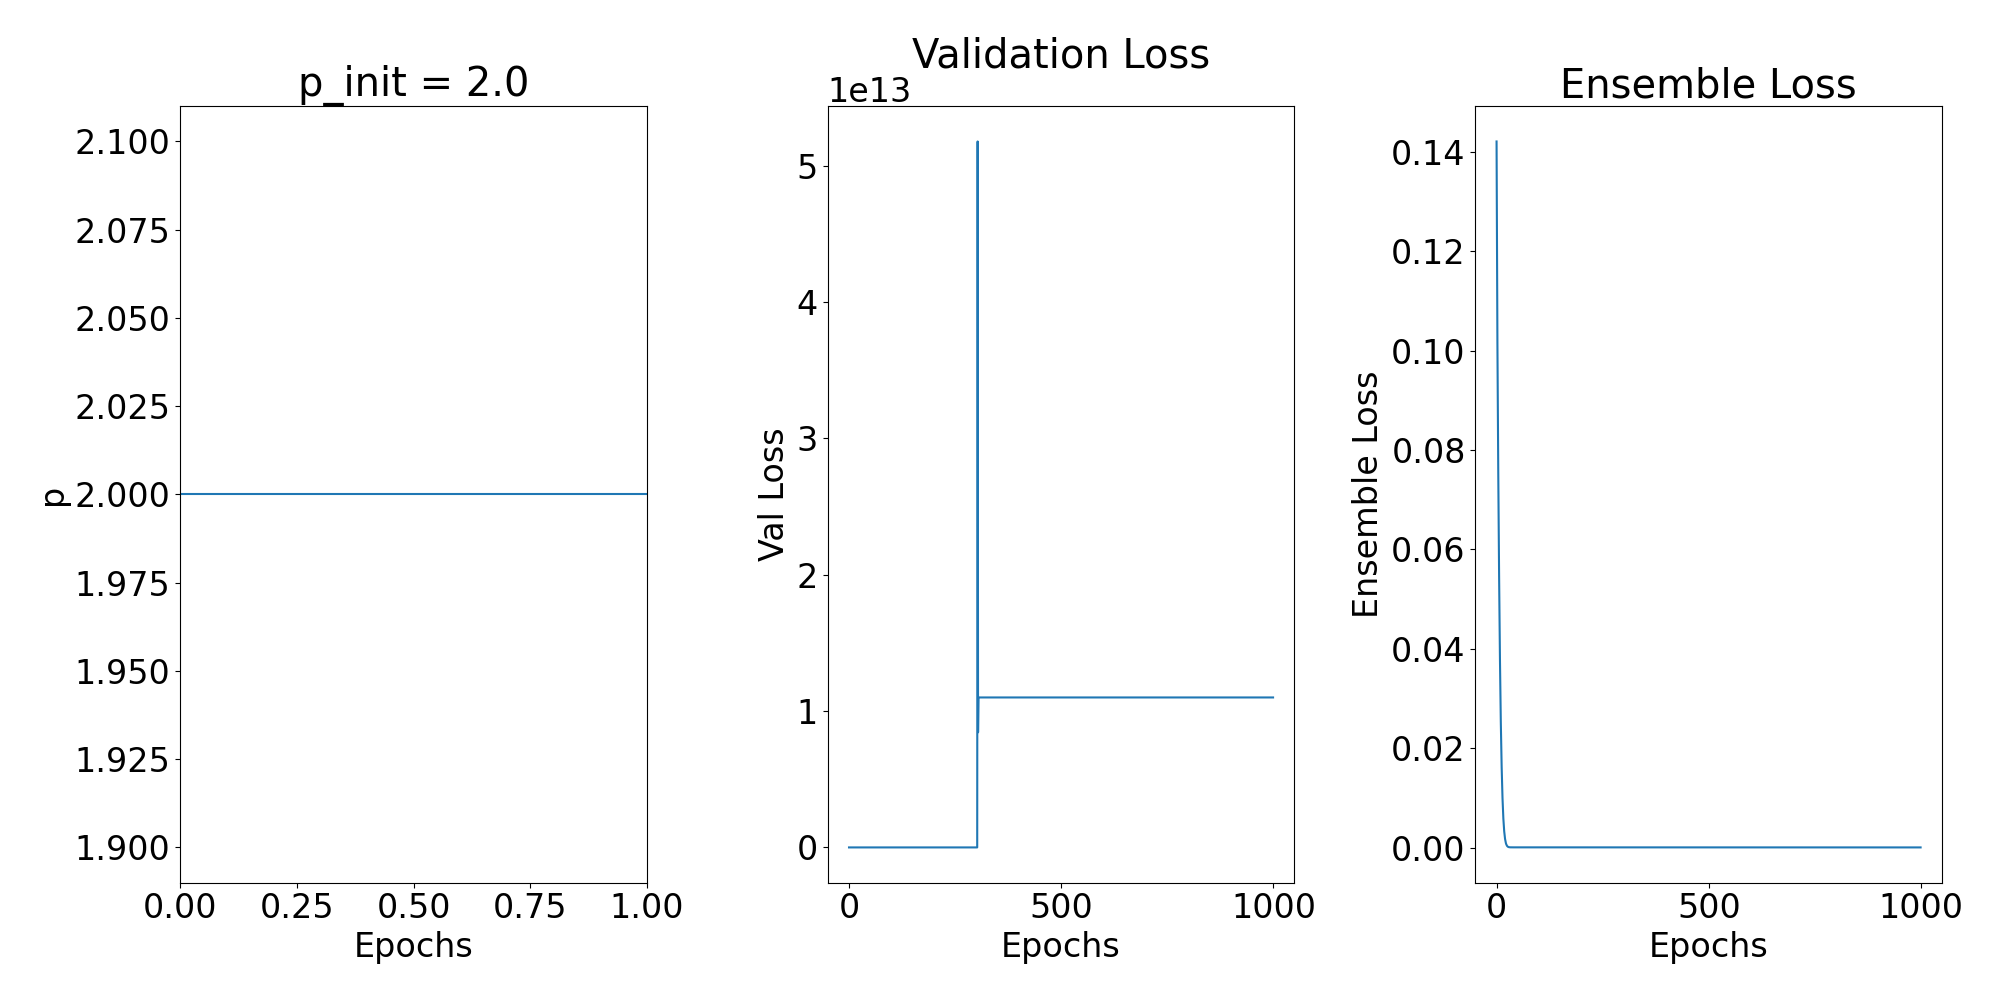 p_init = 2.0
2.100
2.075
2.050
2.025
2.000
1.975
1.950
1.925
1.900
p
0.00 0.25 0.50 0.75 1.00
Epochs
Validation Loss
1e13
5
4
3
2
1
0
Val Loss
0 500 1000
Epochs
Ensemble Loss
0.14
0.12
0.10
0.08
0.06
0.04
0.02
0.00
Ensemble Loss
0 500 1000
Epochs